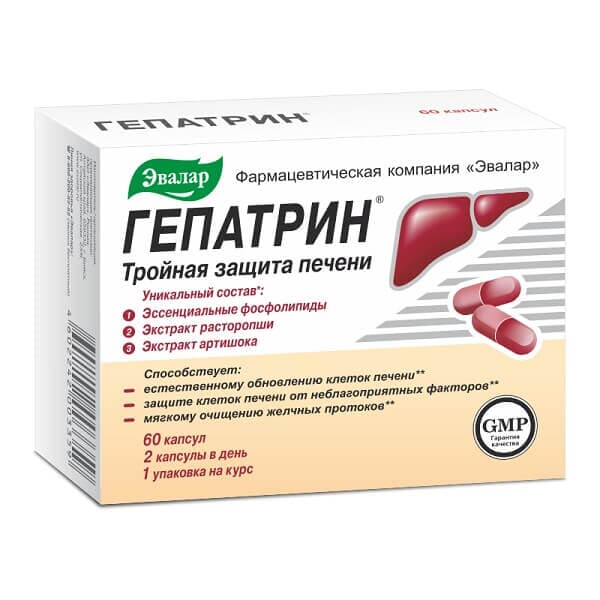 ГЕПАТРИН®
60 капсул
Эвалар
Фармацевтическая компания «Эвалар»
ГЕПАТРИН®
Тройная защита печени
Уникальный состав*:
1 Эссенциальные фосфолипиды
2 Экстракт расторопши
3 Экстракт артишока
Способствует:
– естественному обновлению клеток печени**
– защите клеток печени от неблагоприятных факторов**
– мягкому очищению желчных протоков**
60 капсул
2 капсулы в день
1 упаковка на курс
GMP
Гарантия
качества